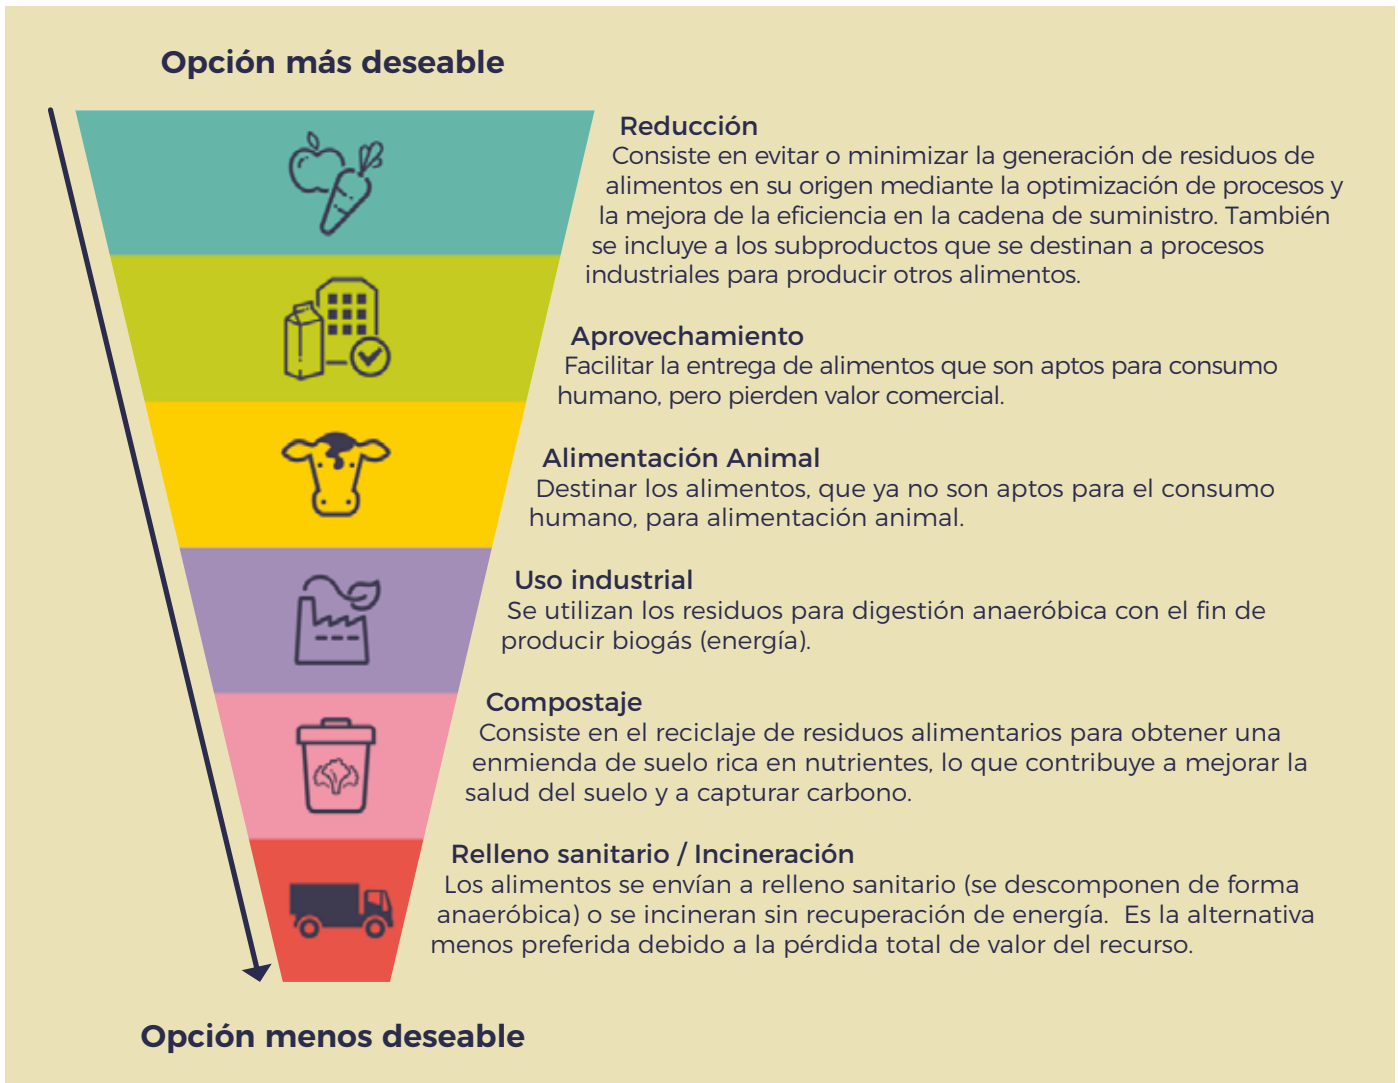 Opción más deseable
Reducción
Consiste en evitar o minimizar la generación de residuos de
alimentos en su origen mediante la optimización de procesos y
la mejora de la eficiencia en la cadena de suministro. También
se incluye a los subproductos que se destinan a procesos
industriales para producir otros alimentos.
Aprovechamiento
Facilitar la entrega de alimentos que son aptos para consumo
humano, pero pierden valor comercial.
Alimentación Animal
Destinar los alimentos, que ya no son aptos para el consumo
humano, para alimentación animal.
Uso industrial
Se utilizan los residuos para digestión anaeróbica con el fin de
producir biogás (energía).
Compostaje
Consiste en el reciclaje de residuos alimentarios para obtener una
enmienda de suelo rica en nutrientes, lo que contribuye a mejorar la
salud del suelo y a capturar carbono.
Relleno sanitario / Incineración
Los alimentos se envían a relleno sanitario (se descomponen de forma
anaeróbica) o se incineran sin recuperación de energía. Es la alternativa
menos preferida debido a la pérdida total de valor del recurso.
Opción menos deseable